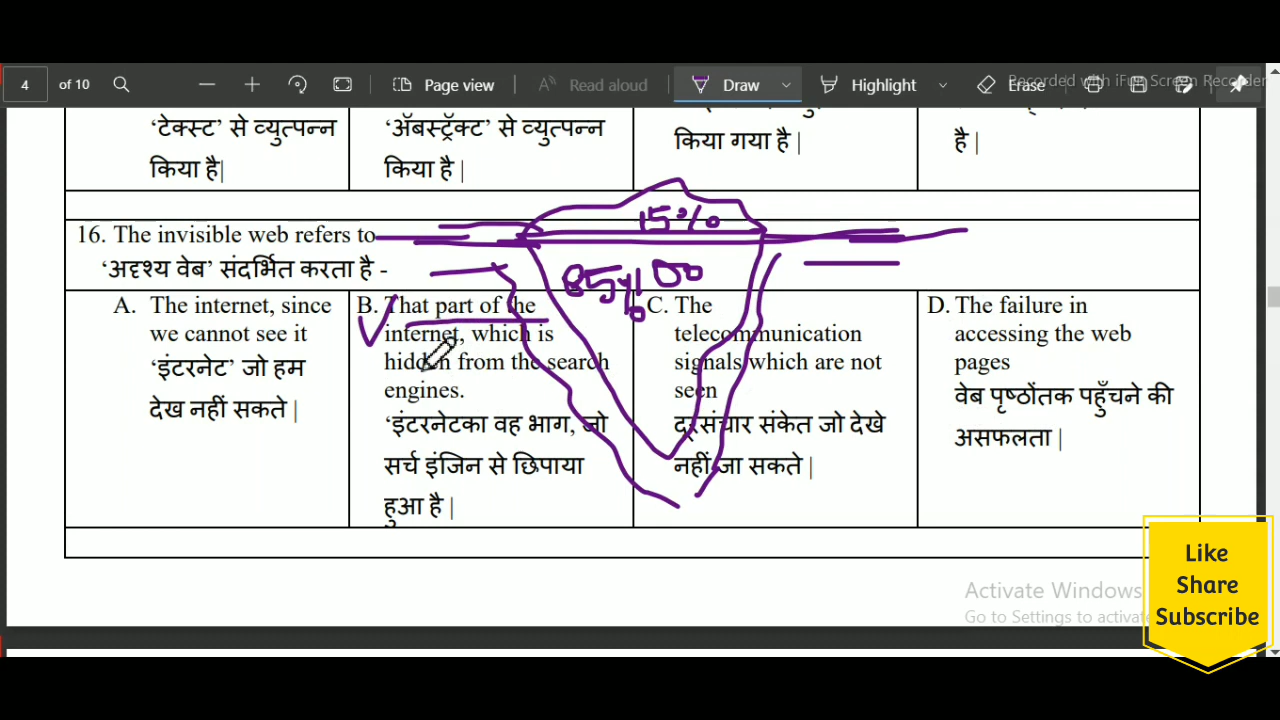 4 of 10 Page view Read aloud Draw Highlight Erase
Recorded with iFun Screen Recorder
‘टेक्स्ट’ से व्युत्पन्न
किया है|
‘ॲबस्ट्रॅक्ट’ से व्युत्पन्न
किया है |
किया गया है |
है |
16. The invisible web refers to
‘अदृश्य वेब’ संदर्भित करता है -
15%
85%
100
A. The internet, since
we cannot see it
‘इंटरनेट’ जो हम
देख नहीं सकते |
B. That part of the
internet, which is
hidden from the search
engines.
‘इंटरनेटका वह भाग, जो
सर्च इंजिन से छिपाया
हुआ है |
C. The
telecommunication
signals which are not
seen
दूरसंचार संकेत जो देखे
नहीं जा सकते |
D. The failure in
accessing the web
pages
वेब पृष्ठोंतक पहुँचने की
असफलता |
Activate Windows
Go to Settings to activate
Like
Share
Subscribe